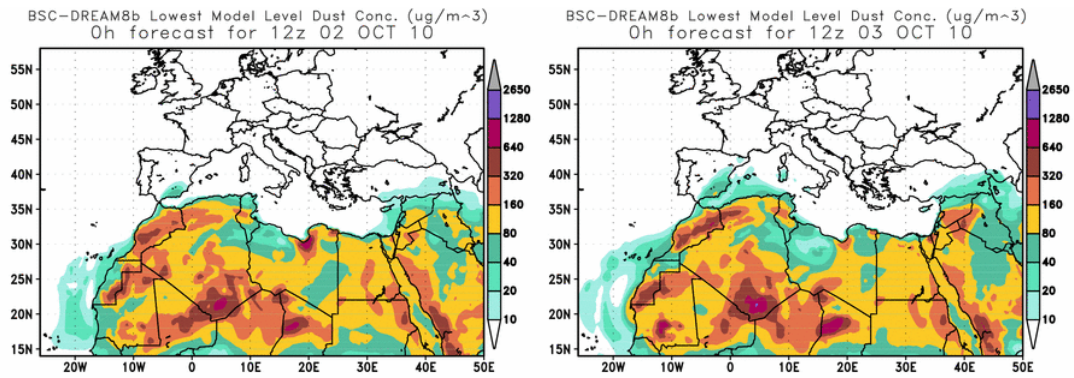 BSC-DREAM8b Lowest Model Level Dust Conc. (ug/m^3)
0h forecast for 12z 02 OCT 10
55N
50N
45N
40N
35N
30N
25N
20N
15N
20W
10W
0
10E
20E
30E
40E
50E
2650
1280
640
320
160
80
40
20
10
BSC-DREAM8b Lowest Model Level Dust Conc. (ug/m^3)
0h forecast for 12z 03 OCT 10
55N
50N
45N
40N
35N
30N
25N
20N
15N
20W
10W
0
10E
20E
30E
40E
50E
2650
1280
640
320
160
80
40
20
10